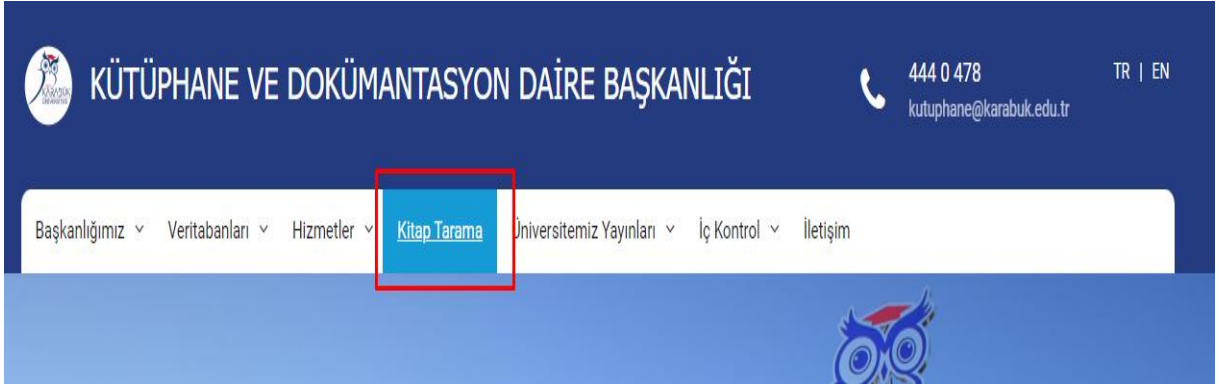 KÜTÜPHANE VE DOKÜMANTASYON DAİRE BAŞKANLIĞI
444 0 478
kutuphane@karabuk.edu.tr
TR | EN
Başkanlığımız Veritabanları Hizmetler Kitap Tarama Üniversitemiz Yayınları İç Kontrol İletişim